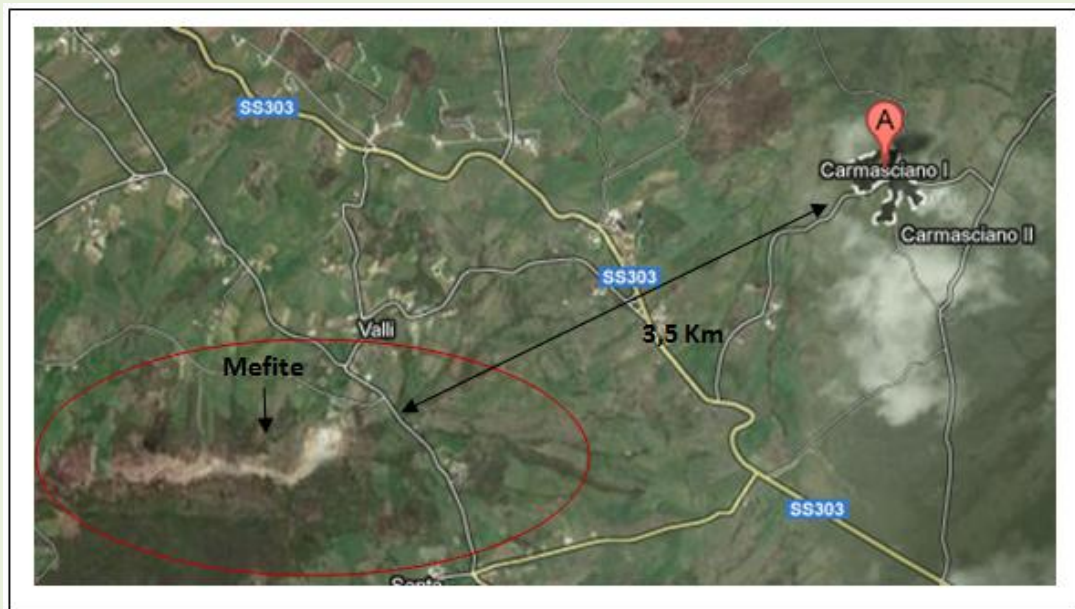 SS303
A
Carmasciano I
Carmasciano II
SS303
3,5 Km
Valli
Mefite
SS303